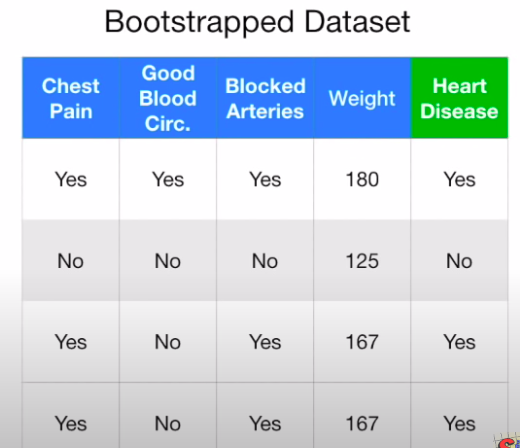 Bootstrapped Dataset
Chest Pain Good Blood Circ. Blocked Arteries Weight Heart Disease
Yes Yes Yes 180 Yes
No No No 125 No
Yes No Yes 167 Yes
Yes No Yes 167 Yes